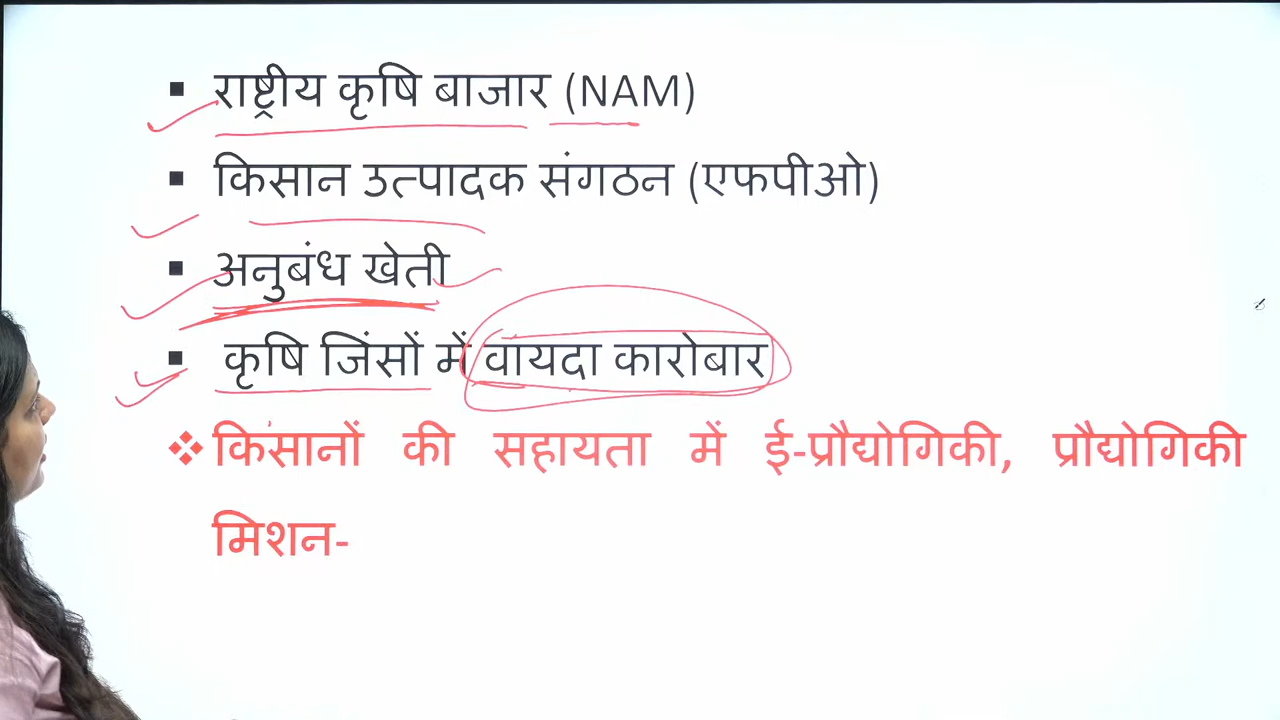 ▪ राष्ट्रीय कृषि बाजार (NAM)
▪ किसान उत्पादक संगठन (एफपीओ)
▪ अनुबंध खेती
▪ कृषि जिंसों में वायदा कारोबार
❖ किसानों की सहायता में ई-प्रौद्योगिकी, प्रौद्योगिकी
मिशन-